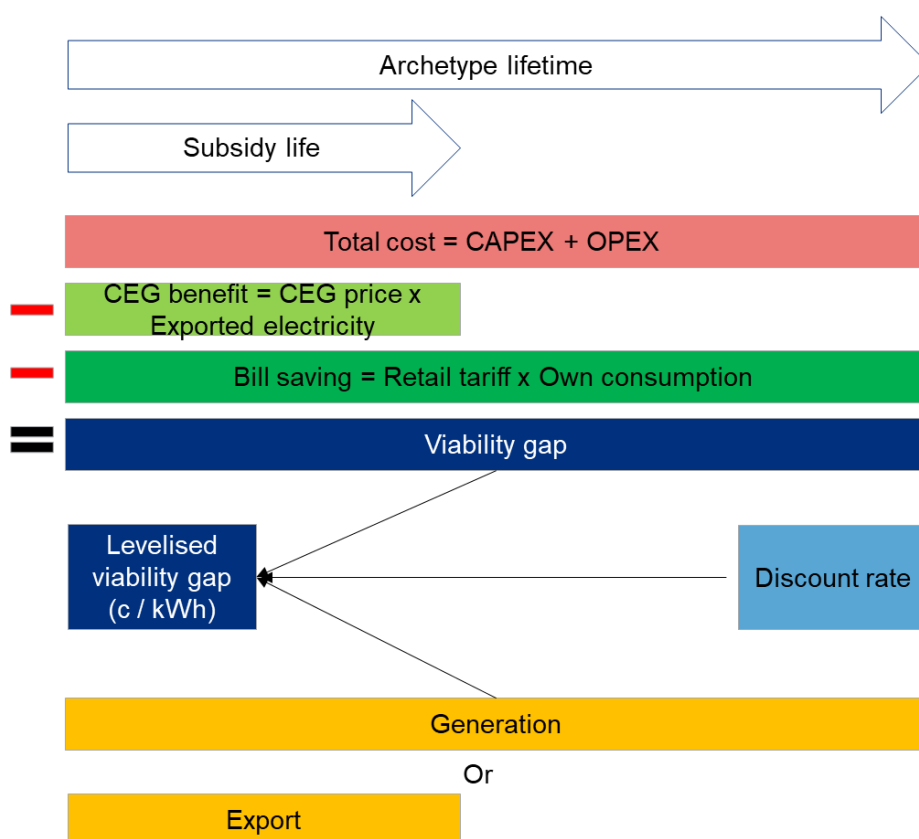 Archetype lifetime
Subsidy life
Total cost = CAPEX + OPEX
CEG benefit = CEG price x
Exported electricity
Bill saving = Retail tariff x Own consumption
Viability gap
Levelised
viability gap
(c / kWh)
Discount rate
Generation
Or
Export